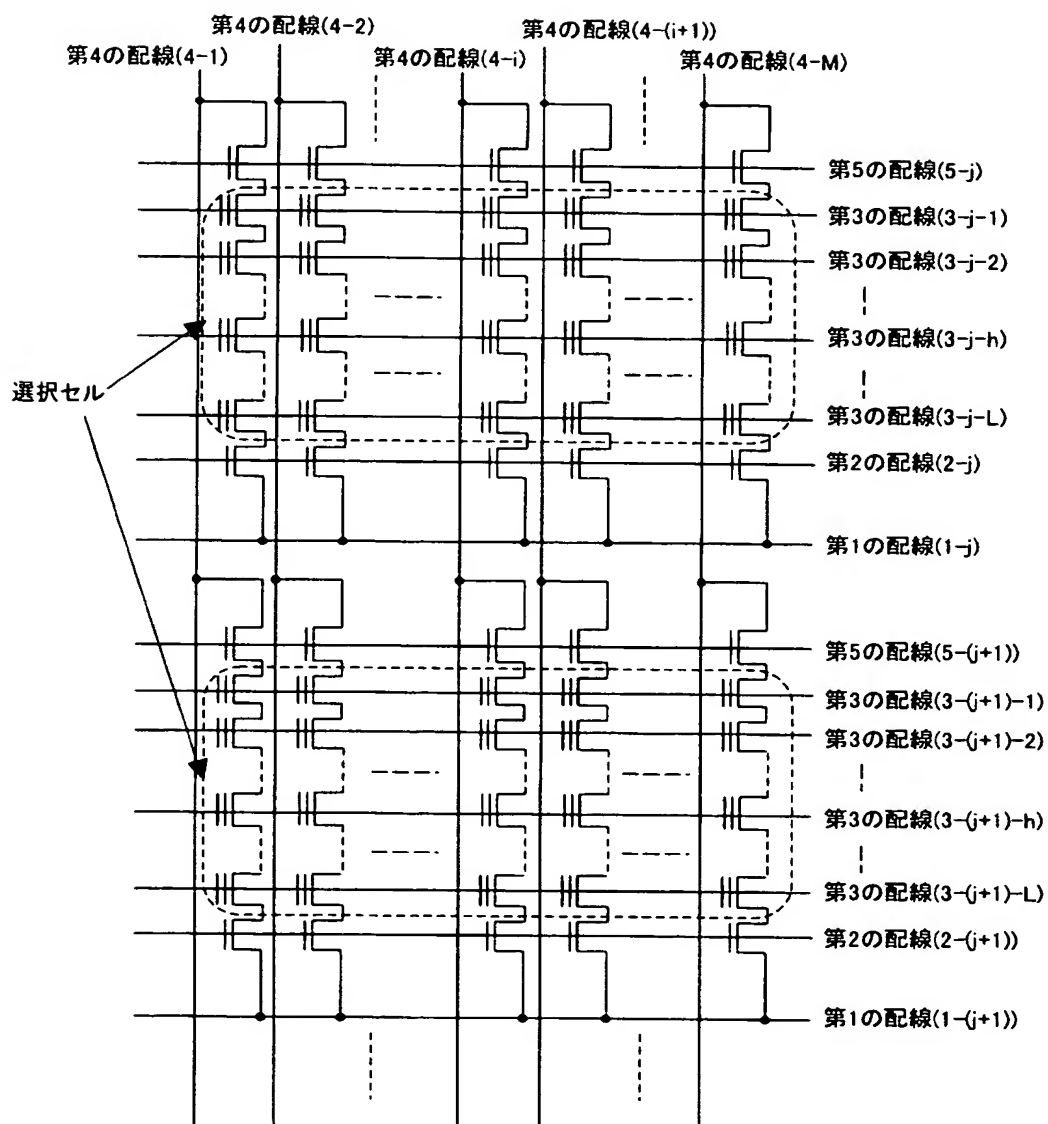 第4の配線(4-2)
第4の配線(4-(i+1))
第4の配線(4-1)
第4の配線(4-i)
第4の配線(4-M)
第5の配線(5-j)
第3の配線(3-j-1)
第3の配線(3-j-2)
第3の配線(3-j-h)
選択セル
第3の配線(3-j-L)
第2の配線(2-j)
第1の配線(1-j)
第5の配線(5-(j+1))
第3の配線(3-(j+1)-1)
第3の配線(3-(j+1)-2)
第3の配線(3-(j+1)-h)
第3の配線(3-(j+1)-L)
第2の配線(2-(j+1))
第1の配線(1-(j+1))